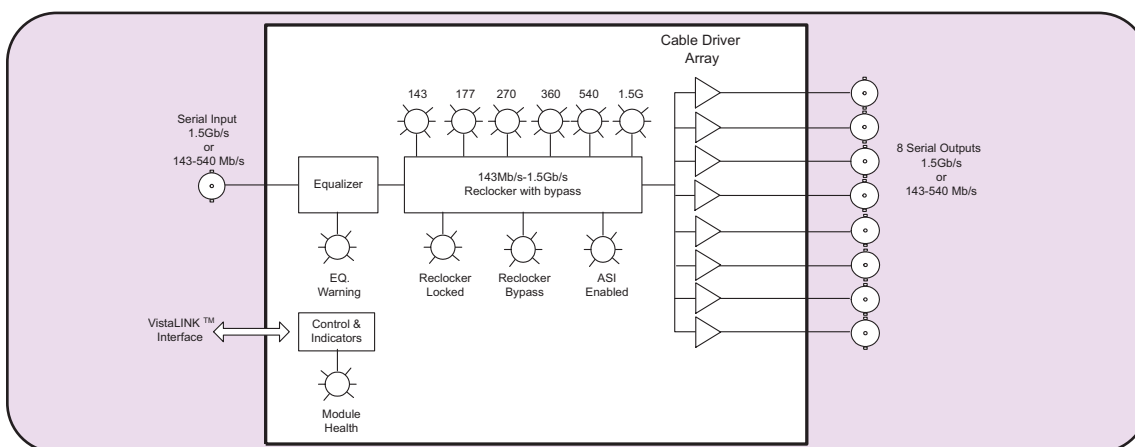 Cable Driver
Array
143 177 270 360 540 1.5G
Serial Input
1.5Gb/s
or
143-540 Mb/s
8 Serial Outputs
1.5Gb/s
or
143-540 Mb/s
Equalizer
143Mb/s-1.5Gb/s
Reclocker with bypass
EQ.
Warning
Reclocker
Locked
Reclocker
Bypass
ASI
Enabled
VistaLINK TM
Interface
Control &
Indicators
Module
Health